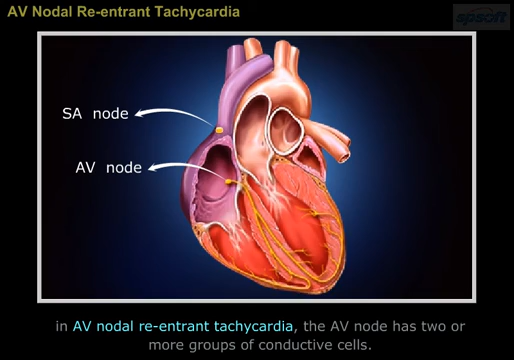 AV Nodal Re-entrant Tachycardia
spsoft
SA node
AV node
in AV nodal re-entrant tachycardia, the AV node has two or
more groups of conductive cells.